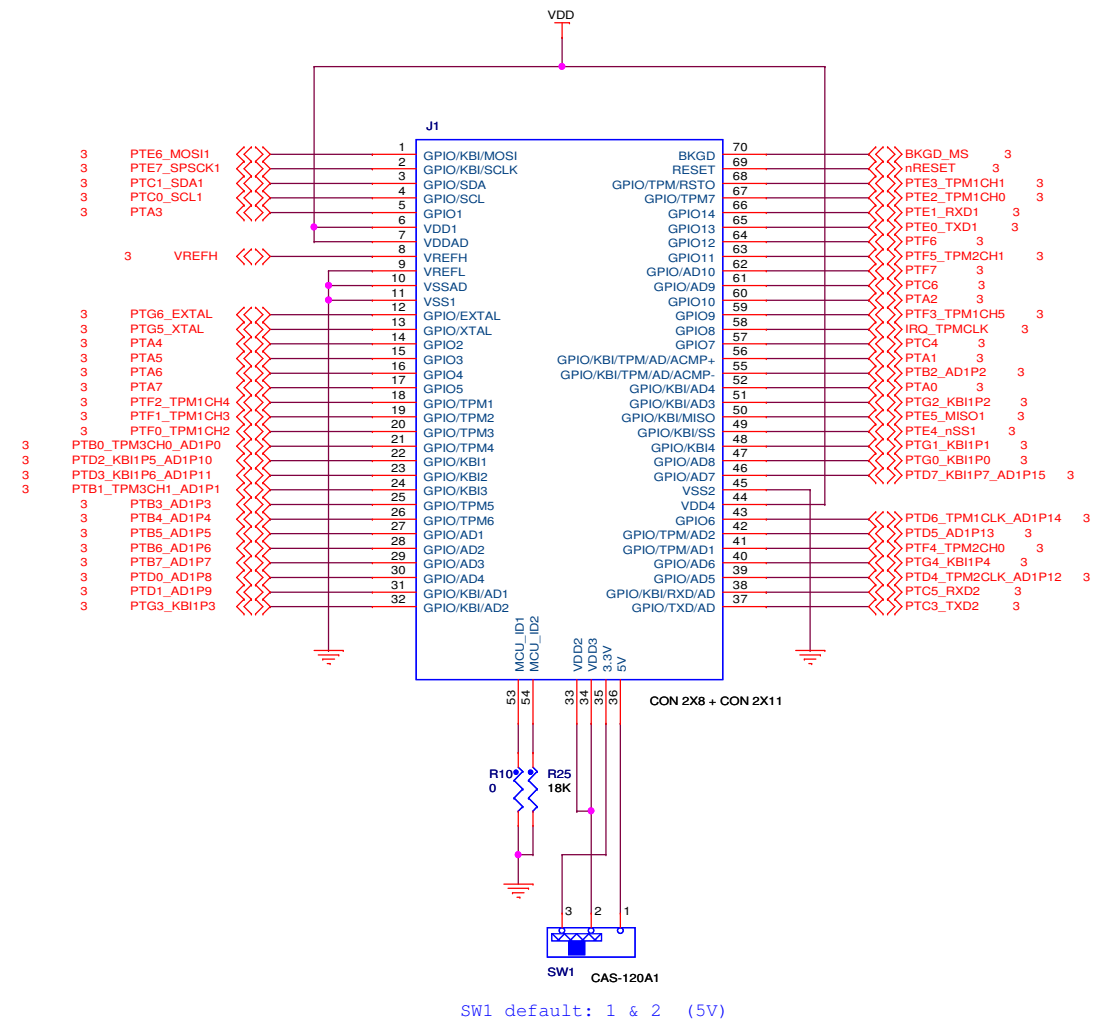 VDD
J1
3 PTE6_MOSI1 1 GPIO/KBI/MOSI BKGD 70 BKGD_MS 3
3 PTE7_SPSCK1 2 GPIO/KBI/SCLK RESET 69 nRESET 3
3 PTC1_SDA1 3 GPIO/SDA GPIO/TPM/RSTO 68 PTE3_TPM1CH1 3
3 PTC0_SCL1 4 GPIO/SCL GPIO/TPM7 67 PTE2_TPM1CH0 3
3 PTA3 5 GPIO1 GPIO14 66 PTE1_RXD1 3
6 VDD1 GPIO13 65 PTE0_TXD1 3
7 VDDAD GPIO12 64 PTF6 3
3 VREFH 8 VREFH GPIO11 63 PTF5_TPM2CH1 3
9 VREFL GPIO/AD10 62 PTF7 3
10 VSSAD GPIO/AD9 61 PTC6 3
11 VSS1 GPIO10 60 PTA2 3
3 PTG6_EXTAL 12 GPIO/EXTAL GPIO9 59 PTF3_TPM1CH5 3
3 PTG5_XTAL 13 GPIO/XTAL GPIO8 58 IRQ_TPMCLK 3
3 PTA4 14 GPIO2 GPIO7 57 PTC4 3
3 PTA5 15 GPIO3 GPIO/KBI/TPM/AD/ACMP+ 56 PTA1 3
3 PTA6 16 GPIO4 GPIO/KBI/TPM/AD/ACMP- 55 PTB2_AD1P2 3
3 PTA7 17 GPIO5 GPIO/KBI/AD4 52 PTA0 3
3 PTF2_TPM1CH4 18 GPIO/TPM1 GPIO/KBI/AD3 51 PTG2_KBI1P2 3
3 PTF1_TPM1CH3 19 GPIO/TPM2 GPIO/KBI/MISO 50 PTE5_MISO1 3
3 PTF0_TPM1CH2 20 GPIO/TPM3 GPIO/KBI/SS 49 PTE4_nSS1 3
3 PTB0_TPM3CH0_AD1P0 21 GPIO/TPM4 GPIO/KBI4 48 PTG1_KBI1P1 3
3 PTD2_KBI1P5_AD1P10 22 GPIO/KBI1 GPIO/AD8 47 PTG0_KBI1P0 3
3 PTD3_KBI1P6_AD1P11 23 GPIO/KBI2 GPIO/AD7 46 PTD7_KBI1P7_AD1P15 3
3 PTB1_TPM3CH1_AD1P1 24 GPIO/KBI3 VSS2 45
3 PTB3_AD1P3 25 GPIO/TPM5 VDD4 44
3 PTB4_AD1P4 26 GPIO/TPM6 GPIO6 43 PTD6_TPM1CLK_AD1P14 3
3 PTB5_AD1P5 27 GPIO/AD1 GPIO/TPM/AD2 42 PTD5_AD1P13 3
3 PTB6_AD1P6 28 GPIO/AD2 GPIO/TPM/AD1 41 PTF4_TPM2CH0 3
3 PTB7_AD1P7 29 GPIO/AD3 GPIO/AD6 40 PTG4_KBI1P4 3
3 PTD0_AD1P8 30 GPIO/AD4 GPIO/AD5 39 PTD4_TPM2CLK_AD1P12 3
3 PTD1_AD1P9 31 GPIO/KBI/AD1 GPIO/KBI/RXD/AD 38 PTC5_RXD2 3
3 PTG3_KBI1P3 32 GPIO/KBI/AD2 GPIO/TXD/AD 37 PTC3_TXD2 3
MCU_ID1 MCU_ID2 VDD2 VDD3 3.3V 5V
53 54 33 34 35 36
CON 2X8 + CON 2X11
R10 R25
0 18K
3 2 1
SW1 CAS-120A1
SW1 default: 1 & 2 (5V)